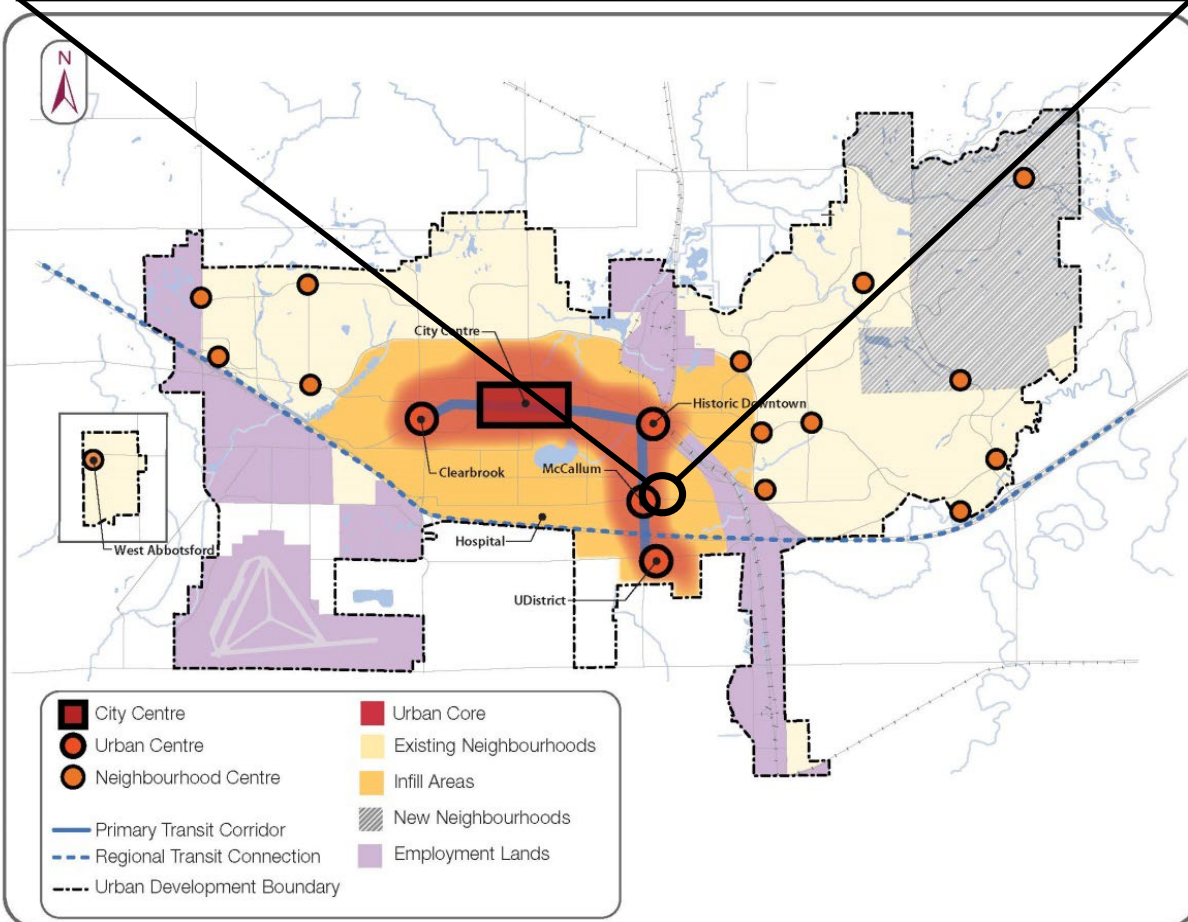 N
City Centre
Historic Downtown
Clearbrook
McCallum
West Abbotsford
Hospital
UDistrict
City Centre
Urban Centre
Neighbourhood Centre
Primary Transit Corridor
Regional Transit Connection
Urban Development Boundary
Urban Core
Existing Neighbourhoods
Infill Areas
New Neighbourhoods
Employment Lands